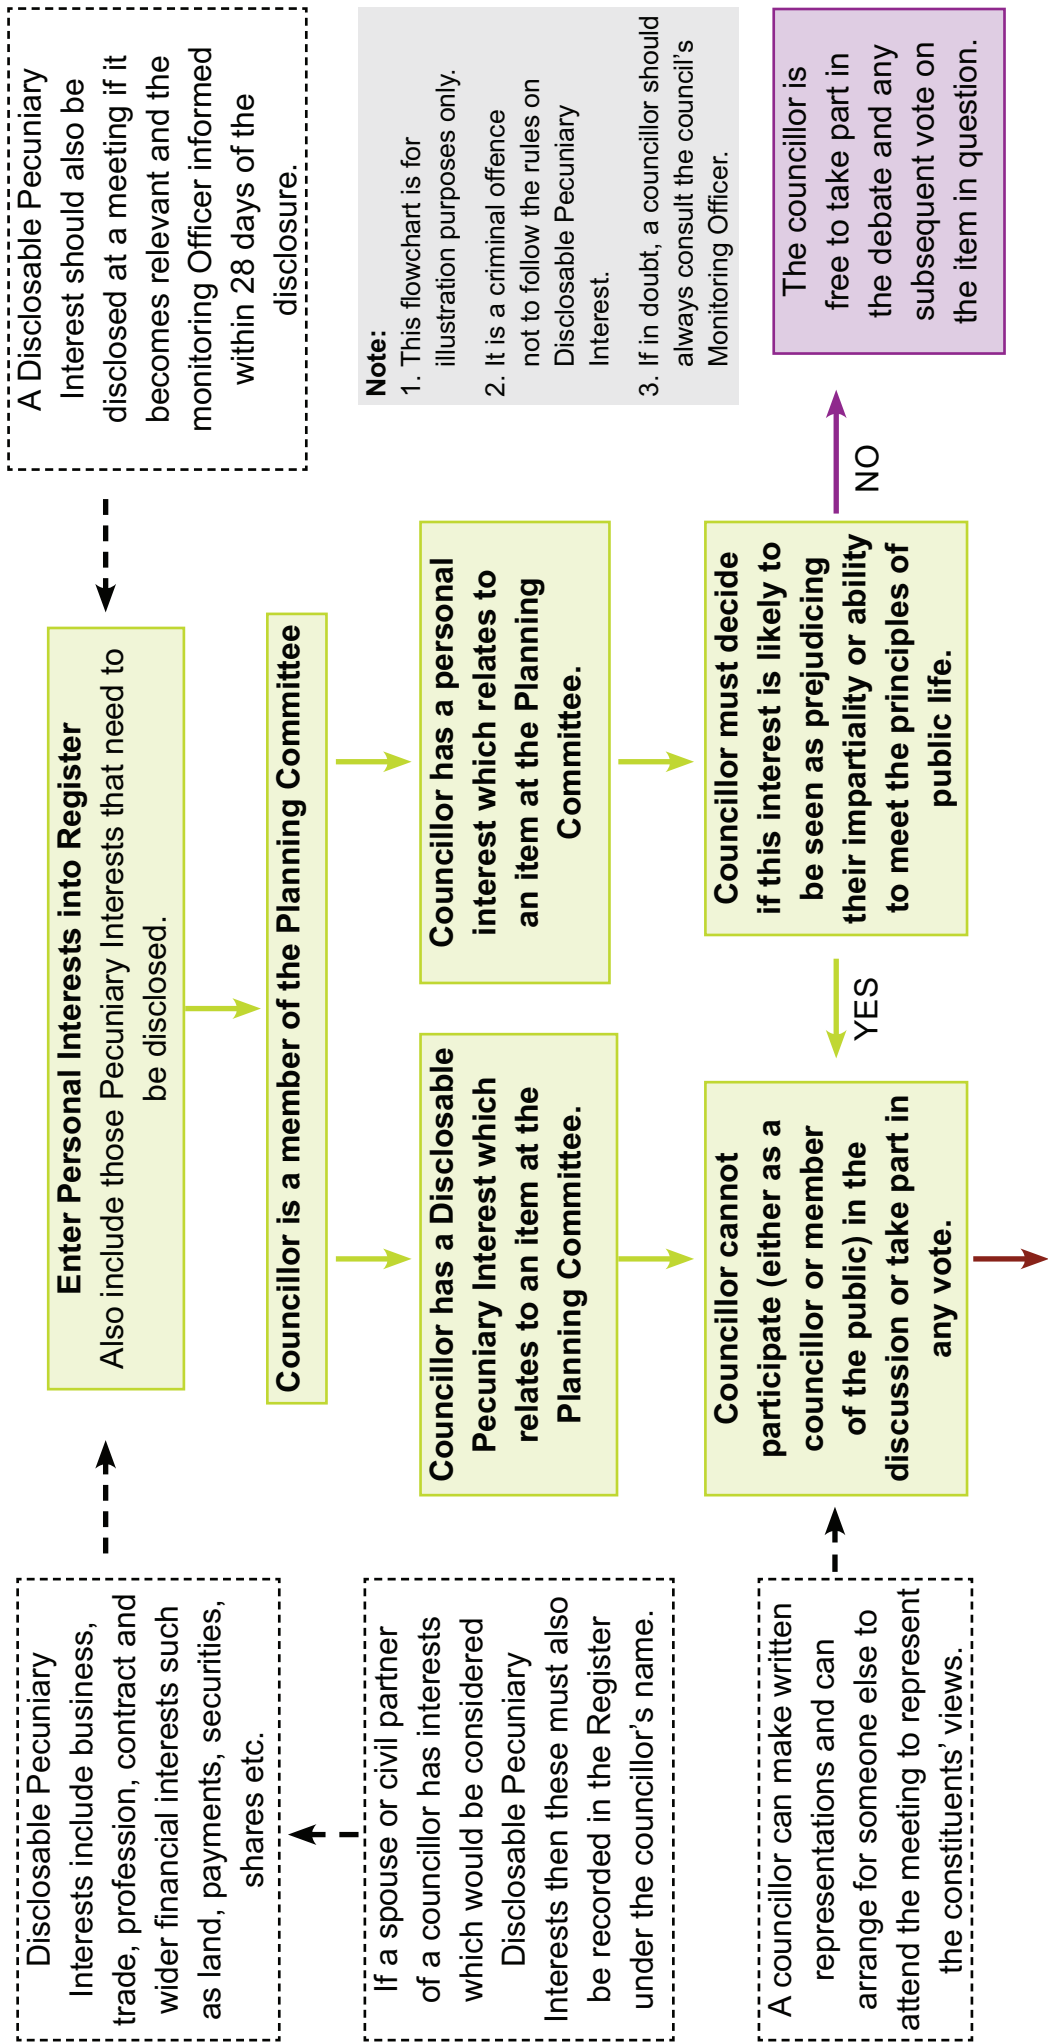 Disclosable Pecuniary
Interests include business,
trade, profession, contract and
wider financial interests such
as land, payments, securities,
shares etc.
Enter Personal Interests into Register
Also include those Pecuniary Interests that need to
be disclosed.
A Disclosable Pecuniary
Interest should also be
disclosed at a meeting if it
becomes relevant and the
monitoring Officer informed
within 28 days of the
disclosure.
Councillor is a member of the Planning Committee
If a spouse or civil partner
of a councillor has interests
which would be considered
Disclosable Pecuniary
Interests then these must also
be recorded in the Register
under the councillor's name.
Councillor has a Disclosable
Pecuniary Interest which
relates to an item at the
Planning Committee.
Councillor has a personal
interest which relates to
an item at the Planning
Committee.
Note:
1. This flowchart is for
illustration purposes only.
2. It is a criminal offence
not to follow the rules on
Disclosable Pecuniary
Interest.
3. If in doubt, a councillor should
always consult the council's
Monitoring Officer.
A councillor can make written
representations and can
arrange for someone else to
attend the meeting to represent
the constituents' views.
Councillor cannot
participate (either as a
councillor or member
of the public) in the
discussion or take part in
any vote.
YES
Councillor must decide
if this interest is likely to
be seen as prejudicing
their impartiality or ability
to meet the principles of
public life.
NO
The councillor is
free to take part in
the debate and any
subsequent vote on
the item in question.